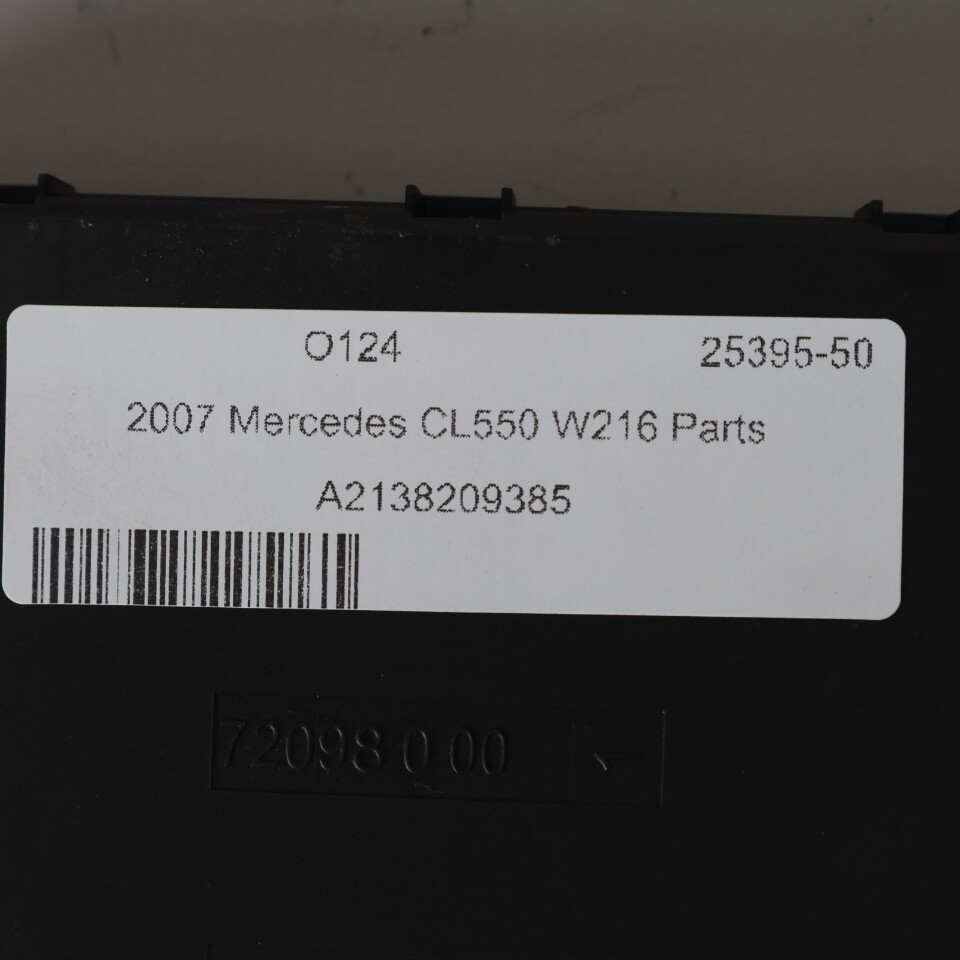 O124 25395-50
2007 Mercedes CL550 W216 Parts
A2138209385
72098 0 00